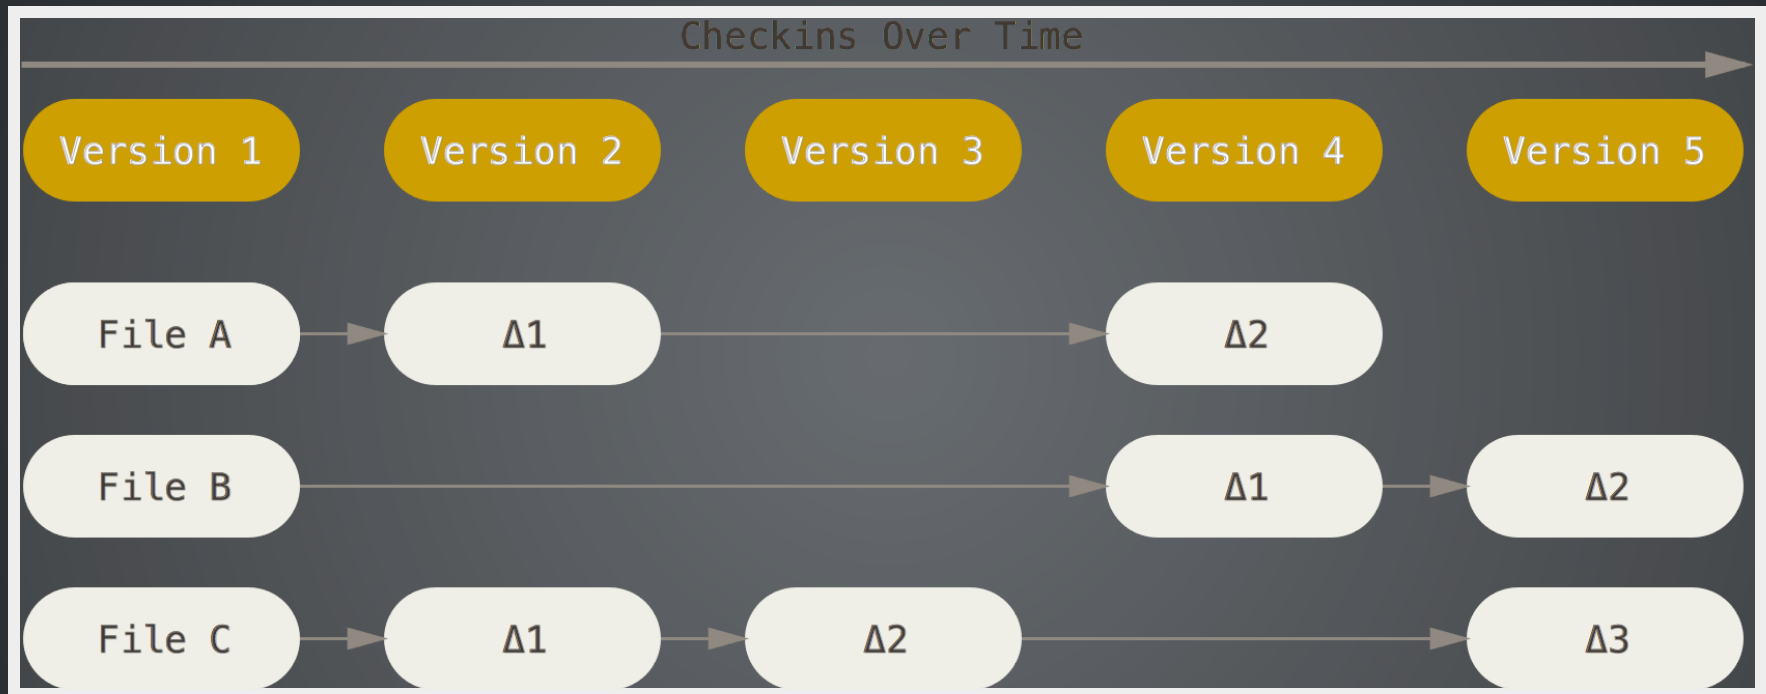 Checkins Over Time
Version 1 Version 2 Version 3 Version 4 Version 5
File A Δ1 Δ2
File B Δ1 Δ2
File C Δ1 Δ2 Δ3